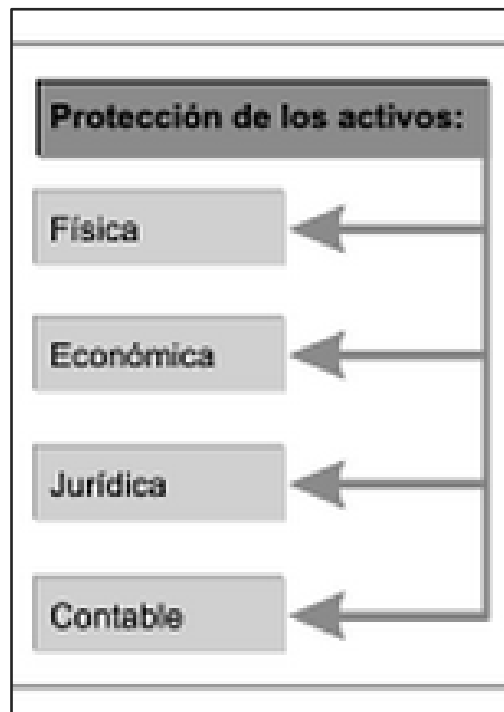 Protección de los activos:
Física
Económica
Jurídica
Contable